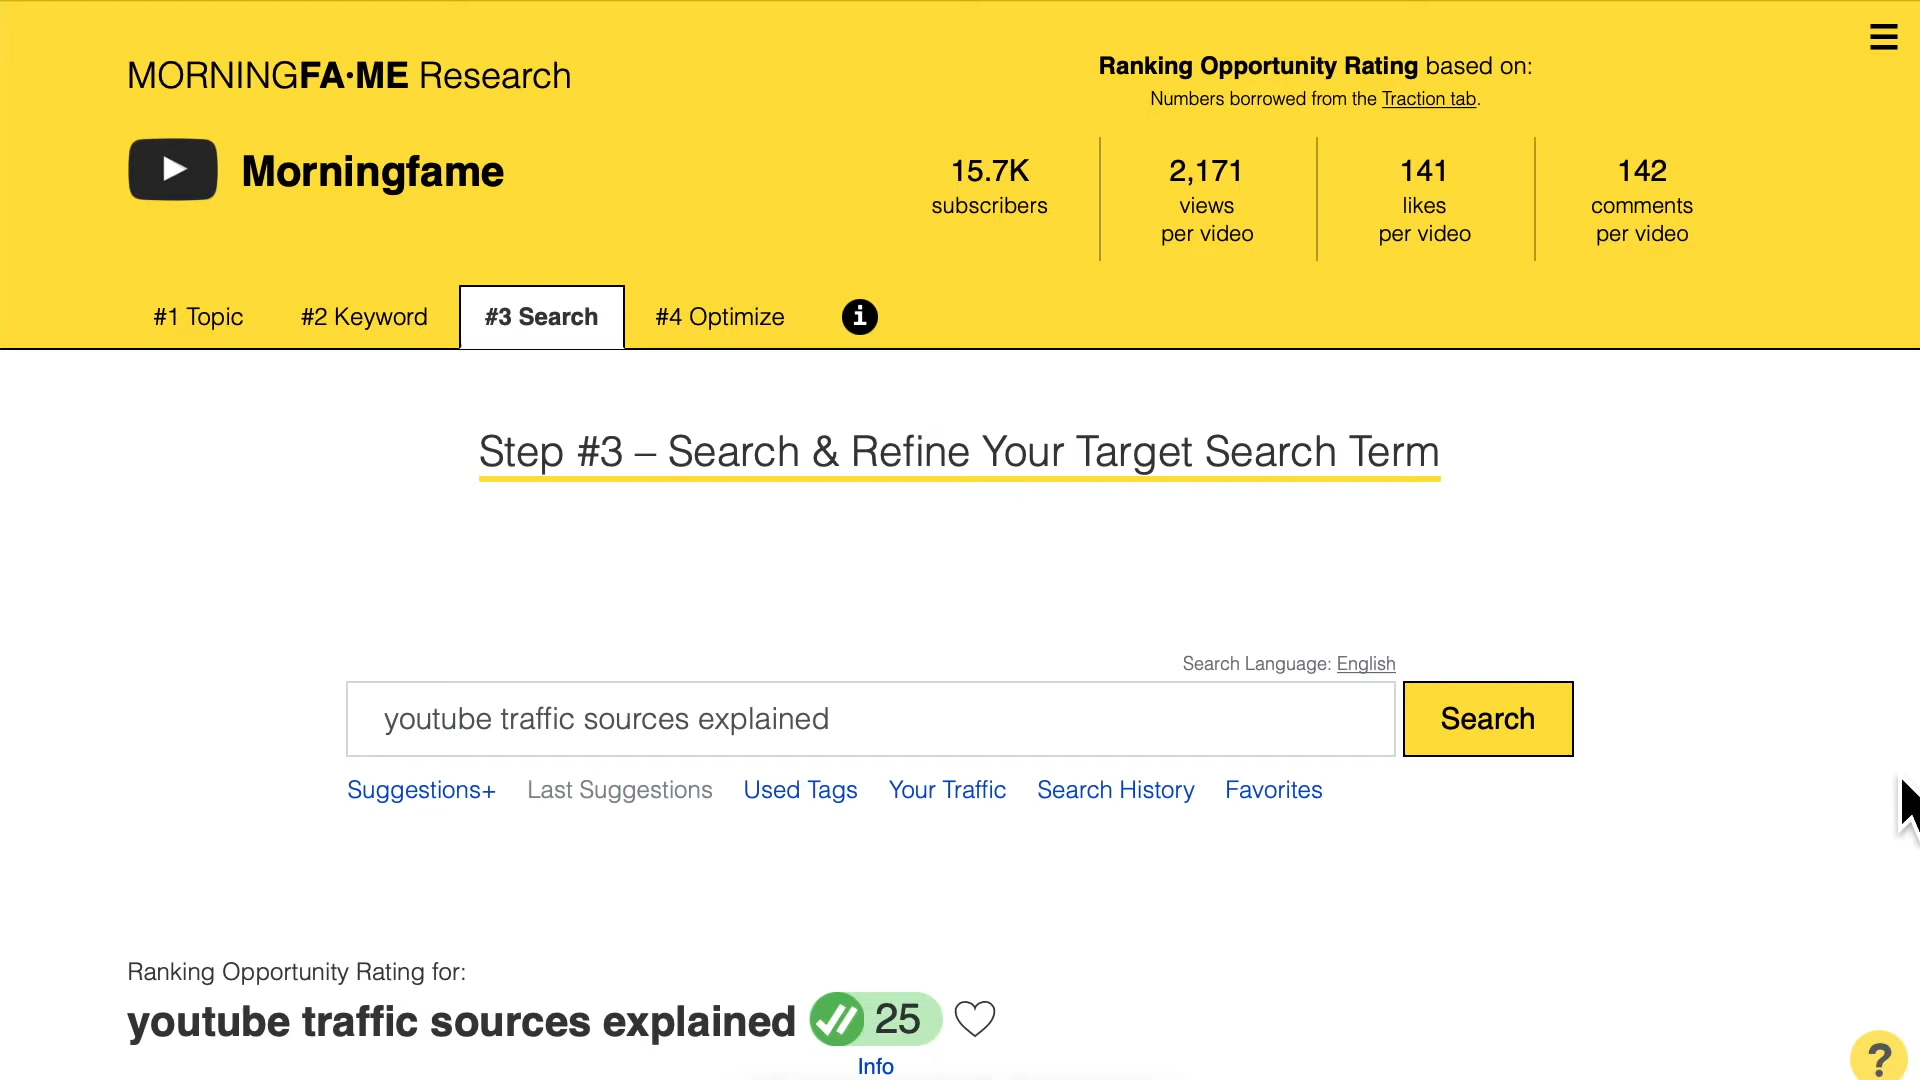 MORNINGFA·ME Research
Ranking Opportunity Rating based on:
Numbers borrowed from the Traction tab.
Morningfame
15.7K
subscribers
2,171
views
per video
141
likes
per video
142
comments
per video
#1 Topic
#2 Keyword
#3 Search
#4 Optimize
i
Step #3 – Search & Refine Your Target Search Term
Search Language: English
youtube traffic sources explained
Search
Suggestions+
Last Suggestions
Used Tags
Your Traffic
Search History
Favorites
Ranking Opportunity Rating for:
youtube traffic sources explained
25
Info
?